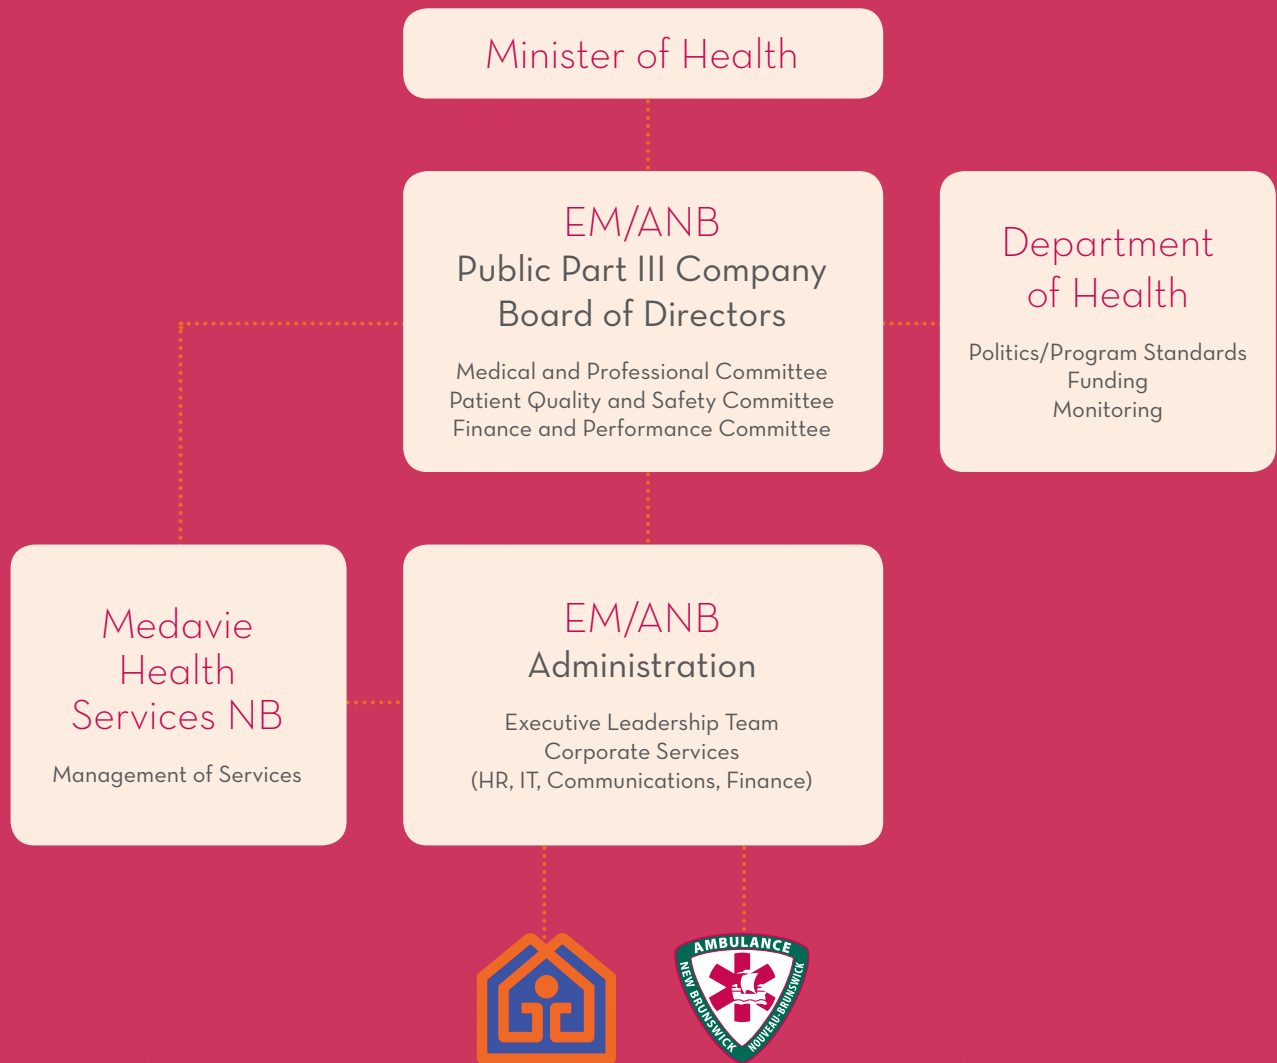 Minister of Health
EM/ANB
Public Part III Company
Board of Directors
Medical and Professional Committee
Patient Quality and Safety Committee
Finance and Performance Committee
Department
of Health
Politics/Program Standards
Funding
Monitoring
Medavie
Health
Services NB
Management of Services
EM/ANB
Administration
Executive Leadership Team
Corporate Services
(HR, IT, Communications, Finance)
AMBULANCE
NEW BRUNSWICK
NOUVEAU-BRUNSWICK